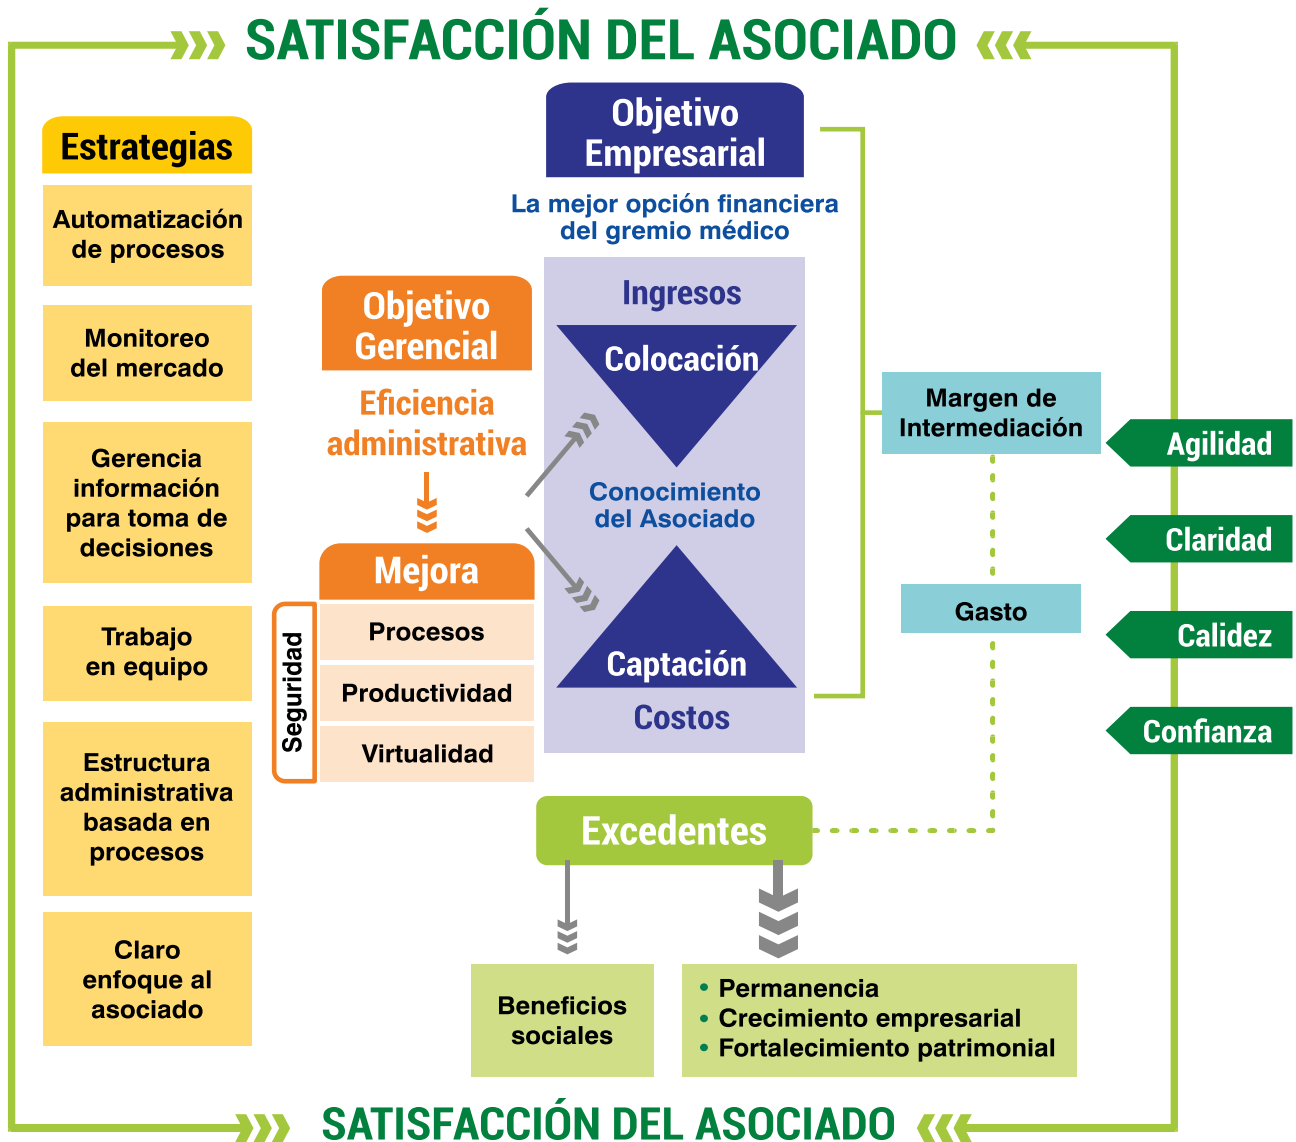 SATISFACCIÓN DEL ASOCIADO
Estrategias
Automatización
de procesos
Monitoreo
del mercado
Gerencia
información
para toma de
decisiones
Trabajo
en equipo
Estructura
administrativa
basada en
procesos
Claro
enfoque al
asociado
Objetivo
Gerencial
Eficiencia
administrativa
Mejora
Seguridad
Procesos
Productividad
Virtualidad
Objetivo
Empresarial
La mejor opción financiera
del gremio médico
Ingresos
Colocación
Conocimiento
del Asociado
Captación
Costos
Margen de
Intermediación
Gasto
Agilidad
Claridad
Calidez
Confianza
Excedentes
Beneficios
sociales
• Permanencia
• Crecimiento empresarial
• Fortalecimiento patrimonial
SATISFACCIÓN DEL ASOCIADO